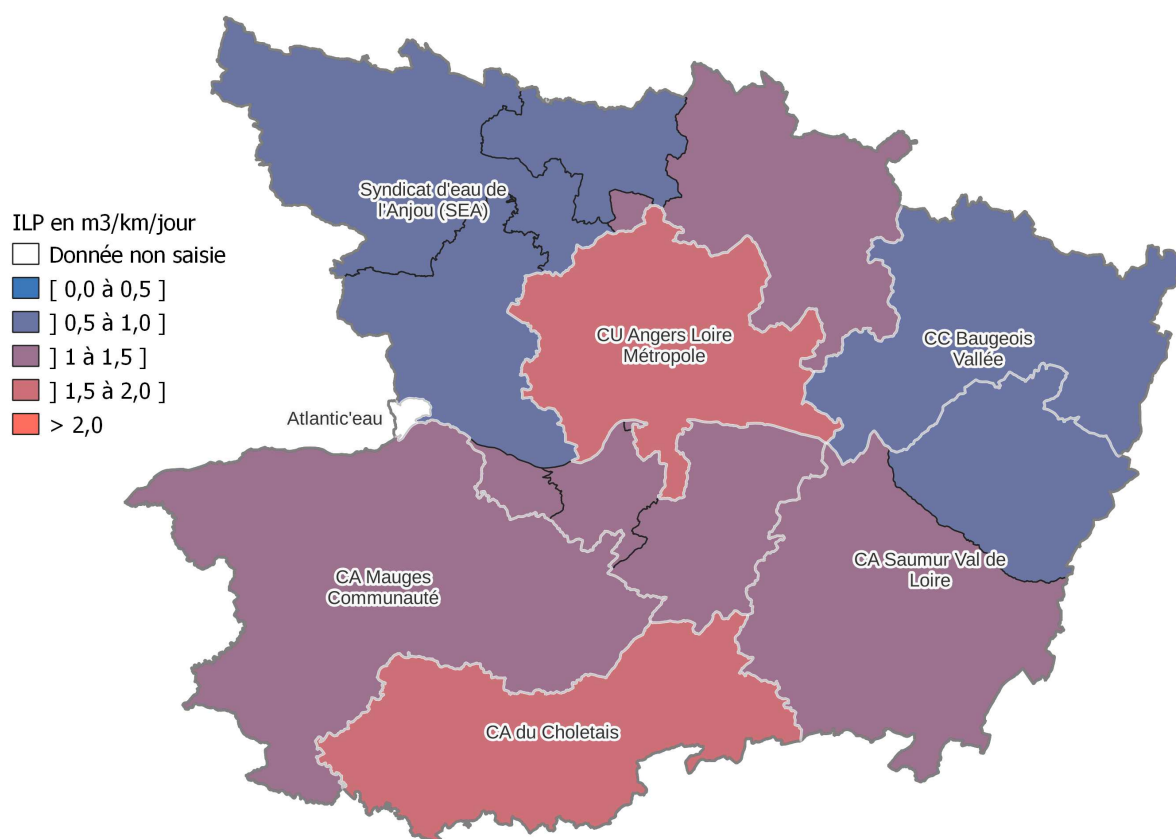 Syndicat d'eau de
l'Anjou (SEA)
ILP en m3/km/jour
Donnée non saisie
[ 0,0 à 0,5 ]
] 0,5 à 1,0 ]
] 1 à 1,5 ]
] 1,5 à 2,0 ]
> 2,0
CU Angers Loire
Métropole
CC Baugeois
Vallée
Atlantic'eau
CA Mauges
Communauté
CA Saumur Val de
Loire
CA du Choletais